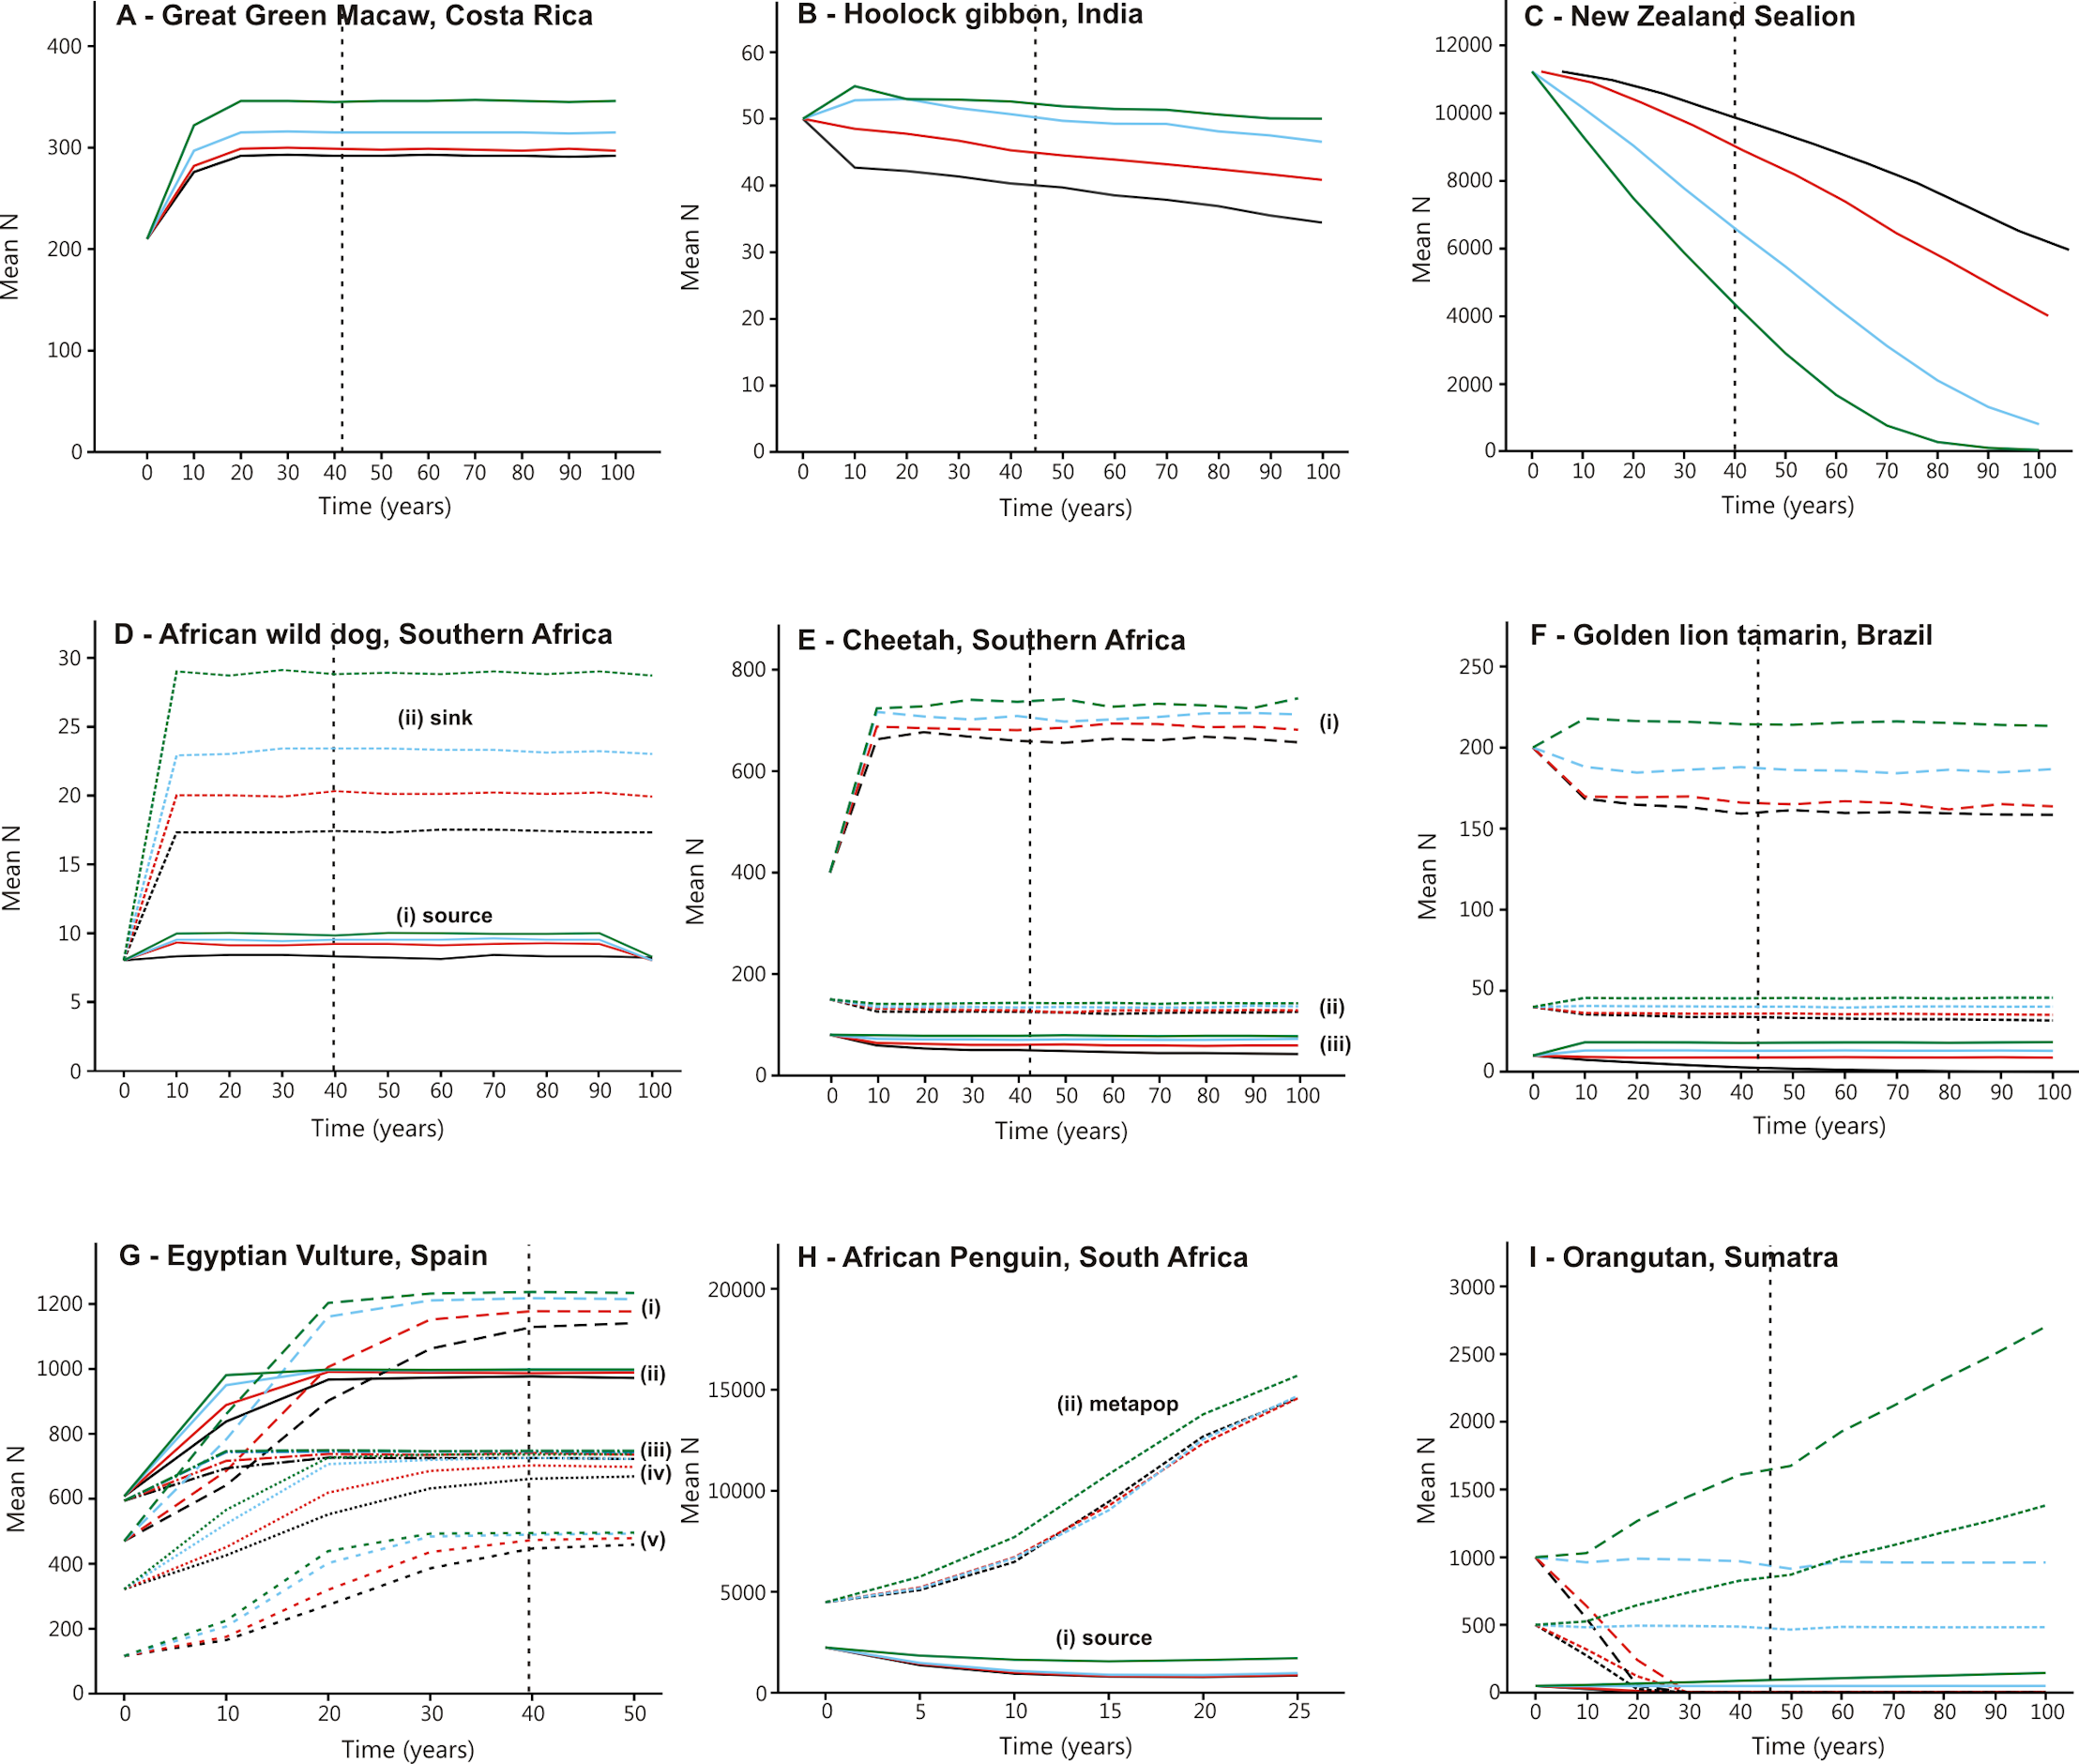 A - Great Green Macaw, Costa Rica
400
300
200
100
0
Mean N
0 10 20 30 40 50 60 70 80 90 100
Time (years)
B - Hoolock gibbon, India
60
50
40
30
20
10
0
Mean N
0 10 20 30 40 50 60 70 80 90 100
Time (years)
C - New Zealand Sealion
12000
10000
8000
6000
4000
2000
0
Mean N
0 10 20 30 40 50 60 70 80 90 100
Time (years)
D - African wild dog, Southern Africa
30
25
20
15
10
5
0
Mean N
(ii) sink
(i) source
0 10 20 30 40 50 60 70 80 90 100
Time (years)
E - Cheetah, Southern Africa
800
600
400
200
0
Mean N
(i)
(ii)
(iii)
0 10 20 30 40 50 60 70 80 90 100
Time (years)
F - Golden lion tamarin, Brazil
250
200
150
100
50
0
Mean N
0 10 20 30 40 50 60 70 80 90 100
Time (years)
G - Egyptian Vulture, Spain
1200
1000
800
600
400
200
0
Mean N
(i)
(ii)
(iii)
(iv)
(v)
0 10 20 30 40 50
Time (years)
H - African Penguin, South Africa
20000
15000
10000
5000
0
Mean N
(ii) metapop
(i) source
0 5 10 15 20 25
Time (years)
I - Orangutan, Sumatra
3000
2500
2000
1500
1000
500
0
Mean N
0 10 20 30 40 50 60 70 80 90 100
Time (years)